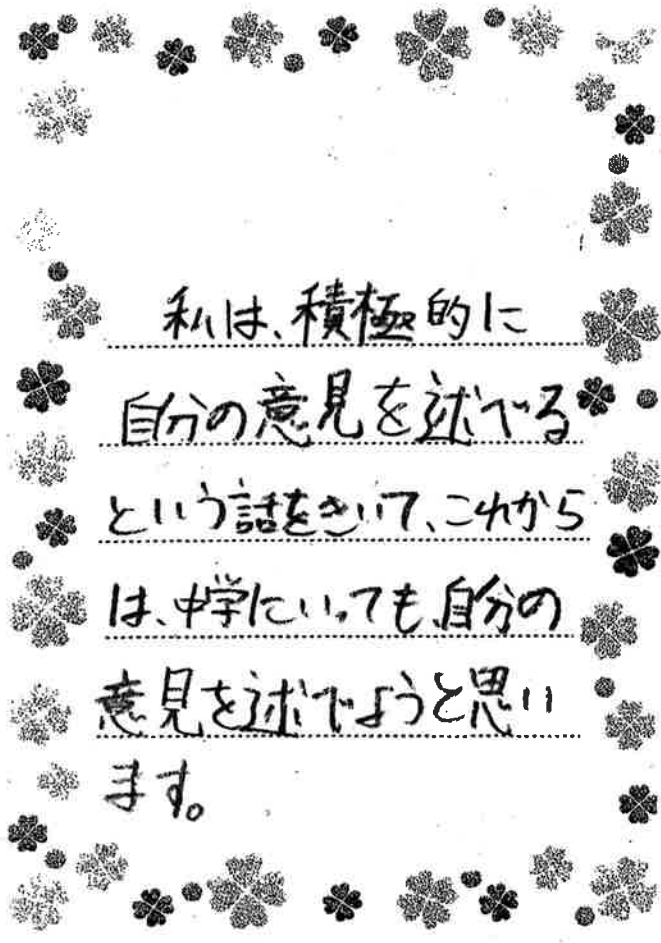 私は、積極的に
自分の意見を述べる
という話をきいて、これから
は、中学にいっても、自分の
意見を述べようと思い
ます。